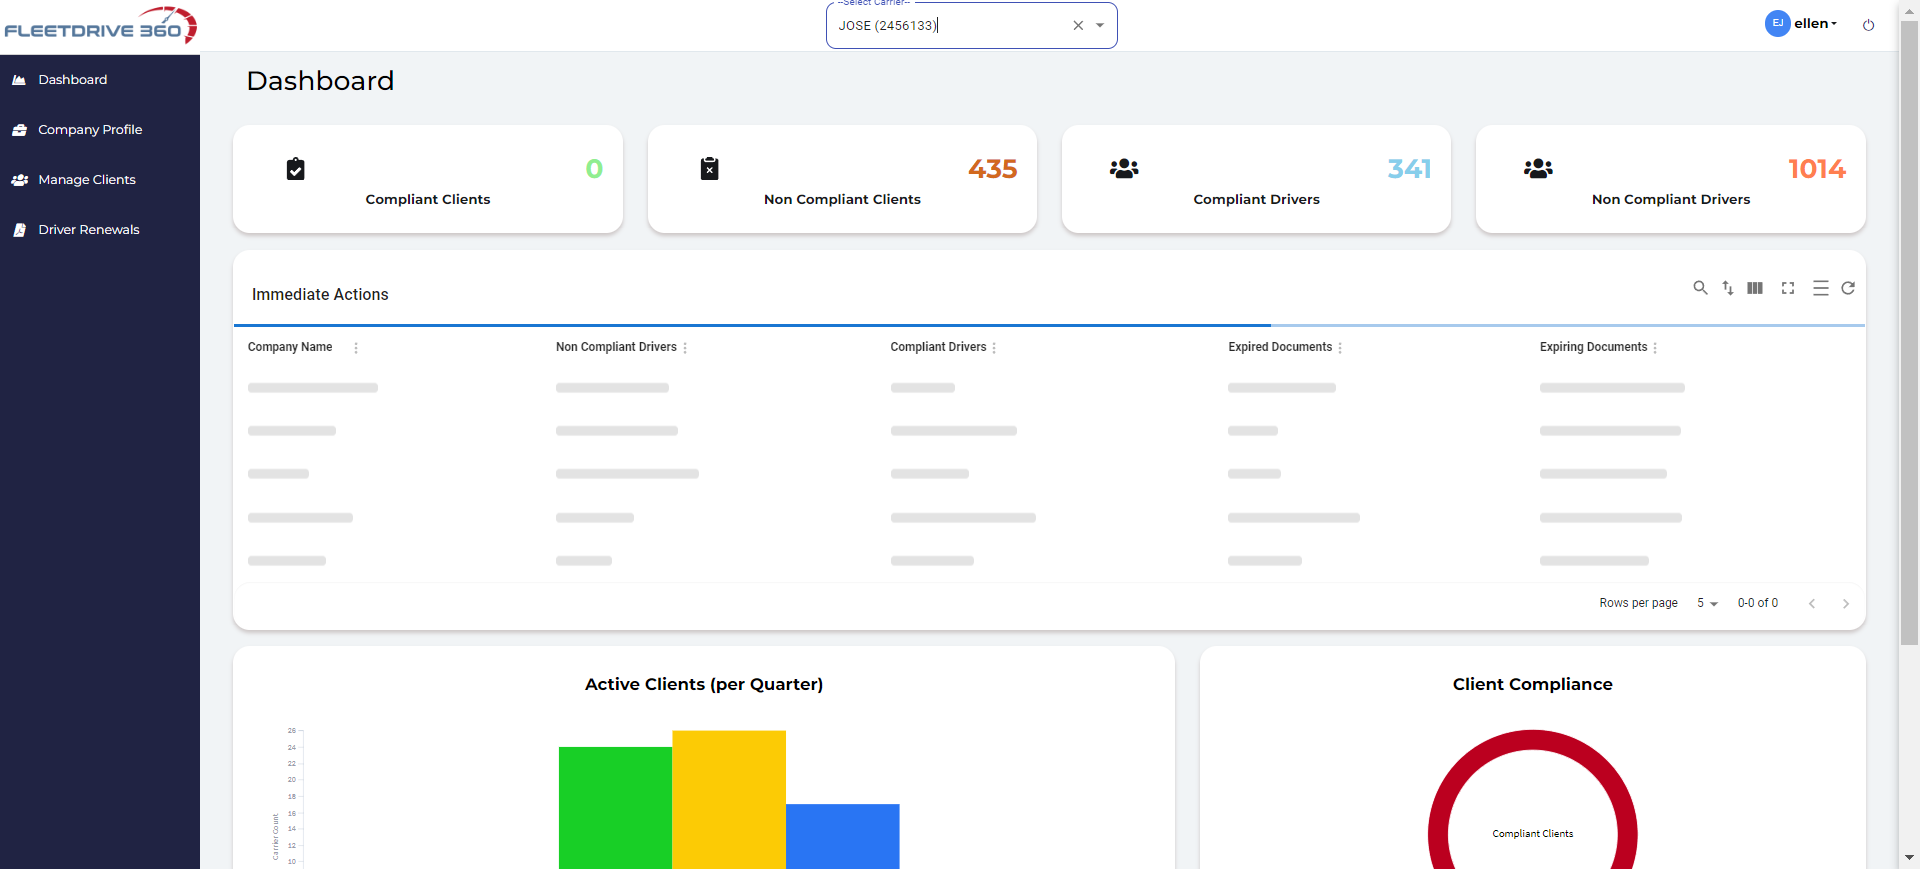 FLEETDRIVE 360
--Select Carrier--
JOSE (2456133)
EJ
ellen
Dashboard
Company Profile
Manage Clients
Driver Renewals
Dashboard
0
Compliant Clients
435
Non Compliant Clients
341
Compliant Drivers
1014
Non Compliant Drivers
Immediate Actions
Company Name Non Compliant Drivers Compliant Drivers Expired Documents Expiring Documents
Rows per page 5 0-0 of 0
Active Clients (per Quarter)
26
24
22
20
18
16
14
12
10
Carrier Count
Client Compliance
Compliant Clients